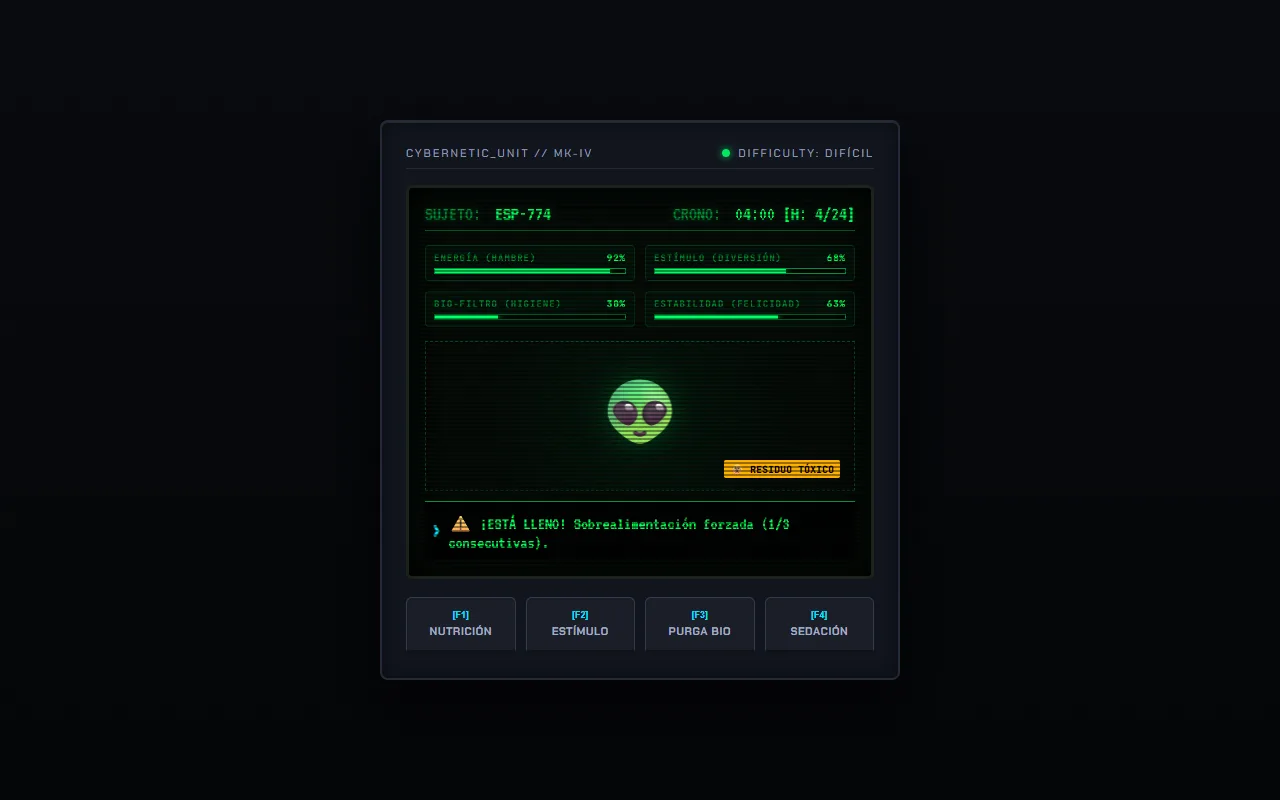 CYBERNETIC_UNIT // MK-IV
DIFFICULTY: DIFÍCIL
SUJETO: ESP-774
CRONO: 04:00 [H: 4/24]
ENERGÍA (HAMBRE) 92%
ESTÍMULO (DIVERSIÓN) 68%
BIO-FILTRO (HIGIENE)
ESTABILIDAD (FELICIDAD) 63%
RESIDUO TÓXICO
› ⚠️ ¡ESTÁ LLENO! Sobrealimentación forzada (1/3
consecutivas).
[F1]
NUTRICIÓN
[F2]
ESTÍMULO
[F3]
PURGA BIO
[F4]
SEDACIÓN